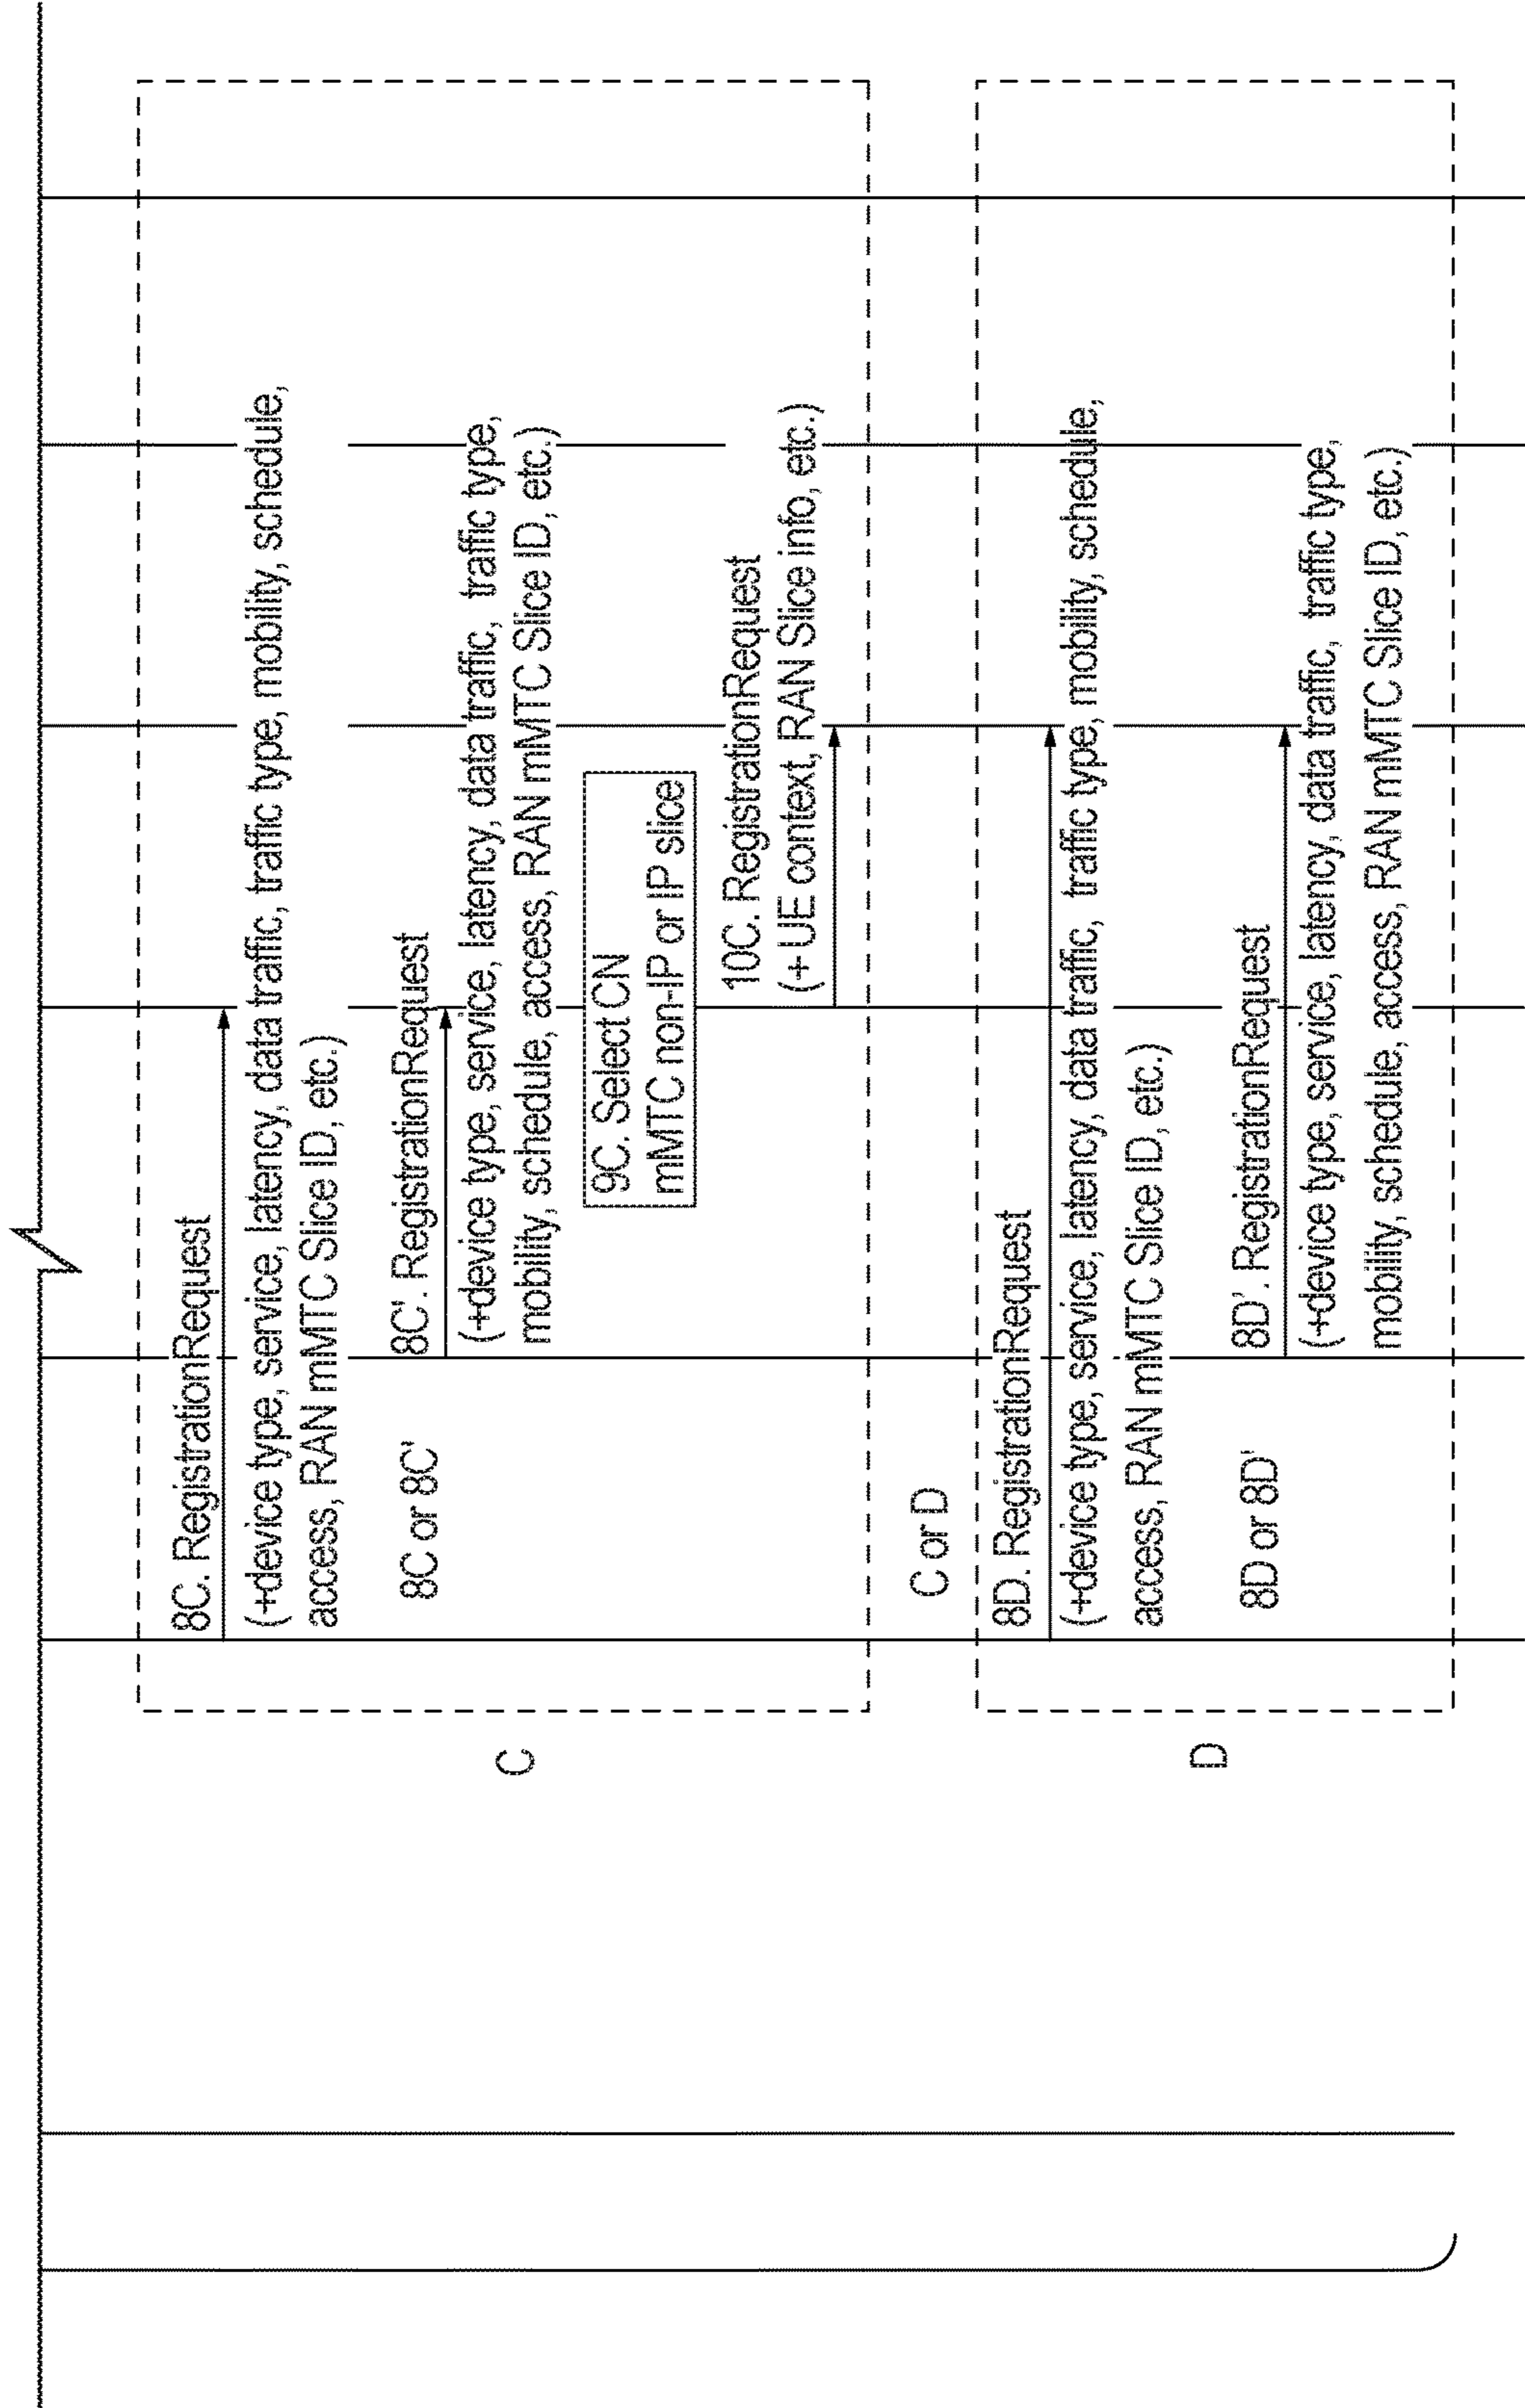 8C. RegistrationRequest
(+device type, service, latency, data traffic, traffic type, mobility, schedule,
access, RAN mMTC Slice ID, etc.)
8C or 8C'
8C'. RegistrationRequest
(+device type, service, latency, data traffic, traffic type,
mobility, schedule, access, RAN mMTC Slice ID, etc.)
9C. Select CN
mMTC non-IP or IP slice
10C. RegistrationRequest
(+ UE context, RAN Slice info, etc.)
C
C or D
8D. RegistrationRequest
(+device type, service, latency, data traffic, traffic type, mobility, schedule,
access, RAN mMTC Slice ID, etc.)
8D or 8D'
8D'. RegistrationRequest
(+device type, service, latency, data traffic, traffic type,
mobility, schedule, access, RAN mMTC Slice ID, etc.)
D